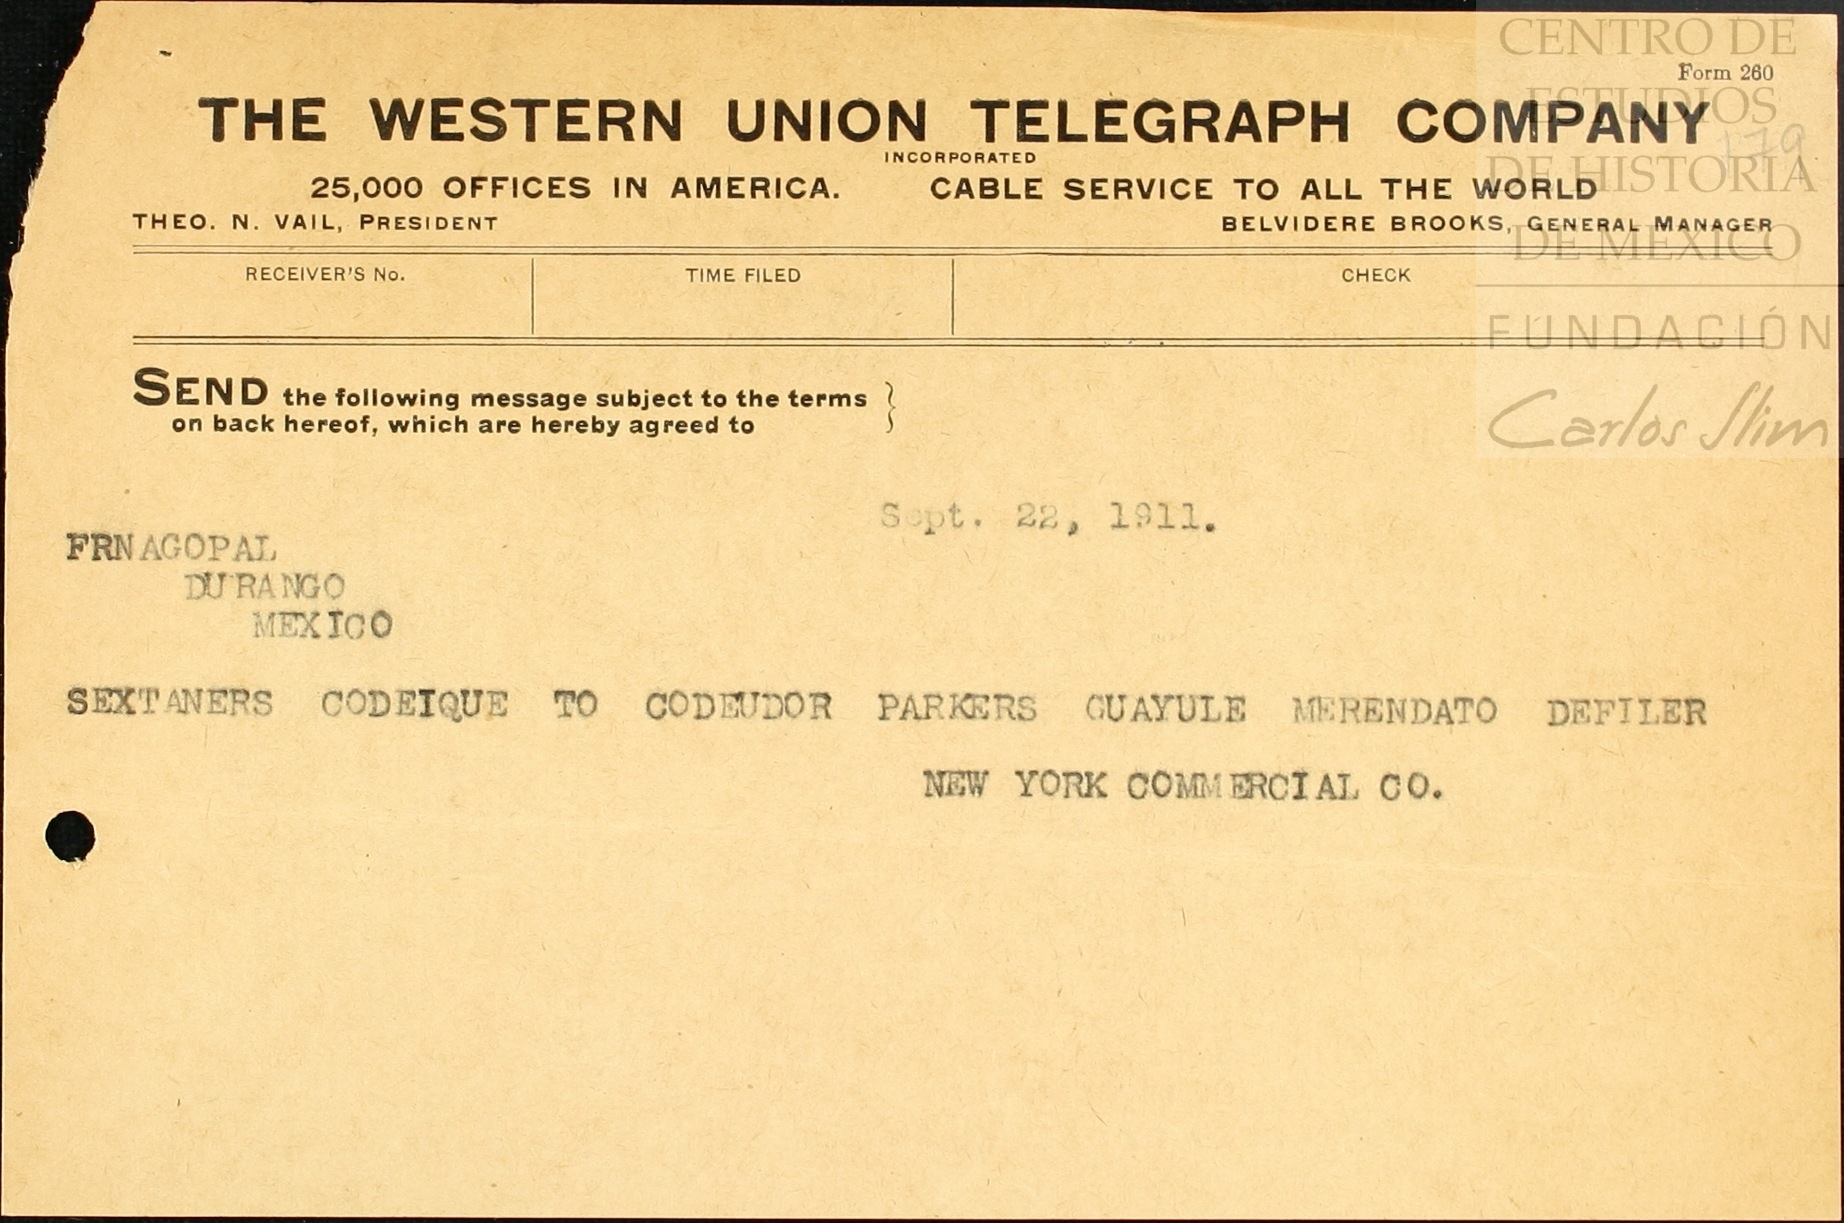 CENTRO DE
Form 260
ESTUDIOS
THE WESTERN UNION TELEGRAPH COMPANY
179
INCORPORATED
DE HISTORIA
25,000 OFFICES IN AMERICA. CABLE SERVICE TO ALL THE WORLD
THEO. N. VAIL, PRESIDENT BELVIDERE BROOKS, GENERAL MANAGER
DE MÉXICO
RECEIVER'S No. TIME FILED CHECK
FUNDACIÓN
SEND the following message subject to the terms
on back hereof, which are hereby agreed to
Carlos Slim
Sept. 22, 1911.
FRNAGOPAL
DURANGO
MEXICO
SEXTANERS CODEIQUE TO CODEUDOR PARKERS GUAYULE MERENDATO DEFILER
NEW YORK COMMERCIAL CO.